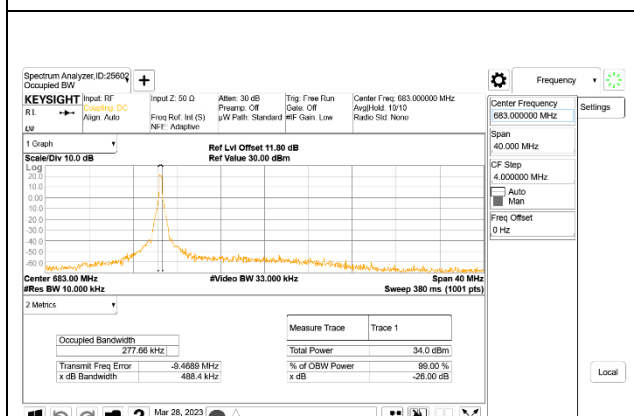 Spectrum Analyzer,ID:25602
Occupied BW
Frequency
KEYSIGHT
R L
Input: RF
Coupling: DC
Align: Auto
Input Z: 50 Ω
Freq Ref: Int (S)
NFE: Adaptive
Atten: 30 dB
Preamp: Off
µW Path: Standard
Trig: Free Run
Gate: Off
#IF Gain: Low
Center Freq: 683.000000 MHz
Avg|Hold: 10/10
Radio Std: None
Center Frequency
683.000000 MHz
Settings
Span
40.000 MHz
CF Step
4.000000 MHz
Auto
Man
Freq Offset
0 Hz
1 Graph
Scale/Div 10.0 dB
Ref Lvl Offset 11.80 dB
Ref Value 30.00 dBm
Log
20.0
10.0
0.00
-10.0
-20.0
-30.0
-40.0
-50.0
-60.0
Center 683.00 MHz
#Res BW 10.000 kHz
#Video BW 33.000 kHz
Span 40 MHz
Sweep 380 ms (1001 pts)
2 Metrics
Measure Trace Trace 1
Occupied Bandwidth
277.66 kHz
Total Power 34.0 dBm
Transmit Freq Error -9.4689 MHz
% of OBW Power 99.00 %
x dB Bandwidth 488.4 kHz
x dB -26.00 dB
Local
Mar 28, 2023